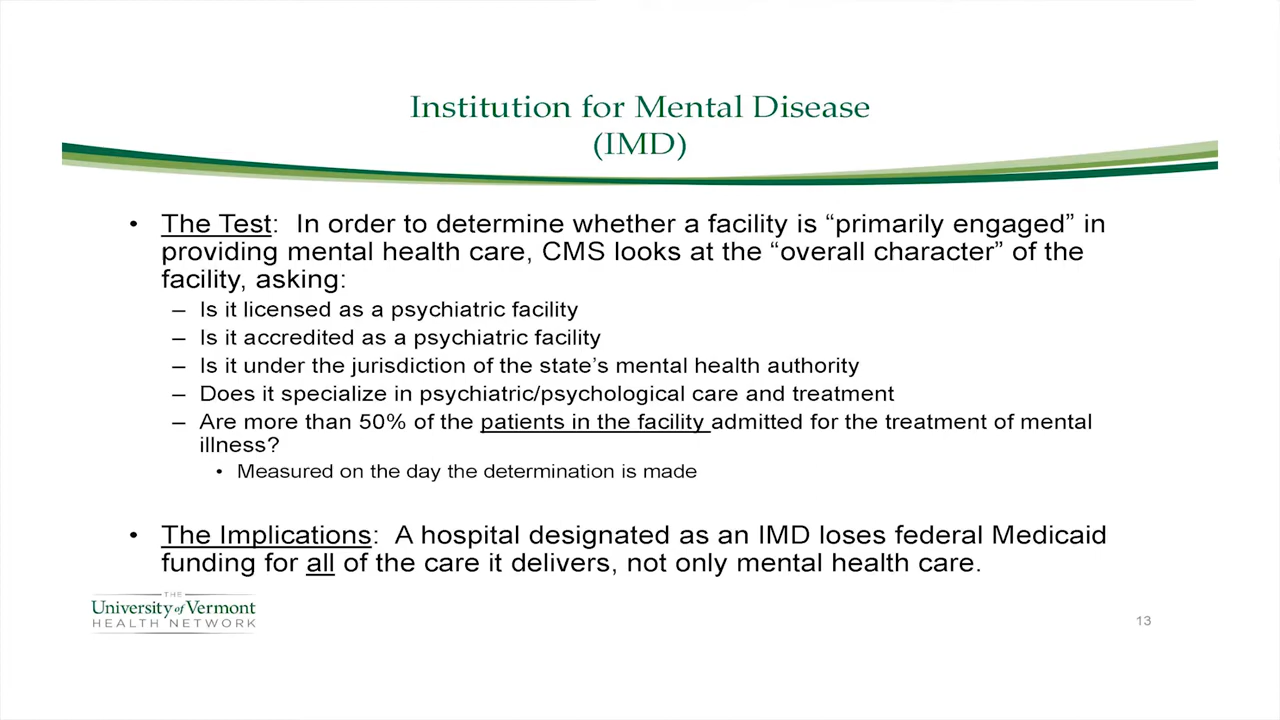 Institution for Mental Disease
(IMD)
• The Test:  In order to determine whether a facility is “primarily engaged” in
providing mental health care, CMS looks at the “overall character” of the
facility, asking:
– Is it licensed as a psychiatric facility
– Is it accredited as a psychiatric facility
– Is it under the jurisdiction of the state’s mental health authority
– Does it specialize in psychiatric/psychological care and treatment
– Are more than 50% of the patients in the facility admitted for the treatment of mental
illness?
• Measured on the day the determination is made
• The Implications:  A hospital designated as an IMD loses federal Medicaid
funding for all of the care it delivers, not only mental health care.
THE
University of Vermont
HEALTH NETWORK
13